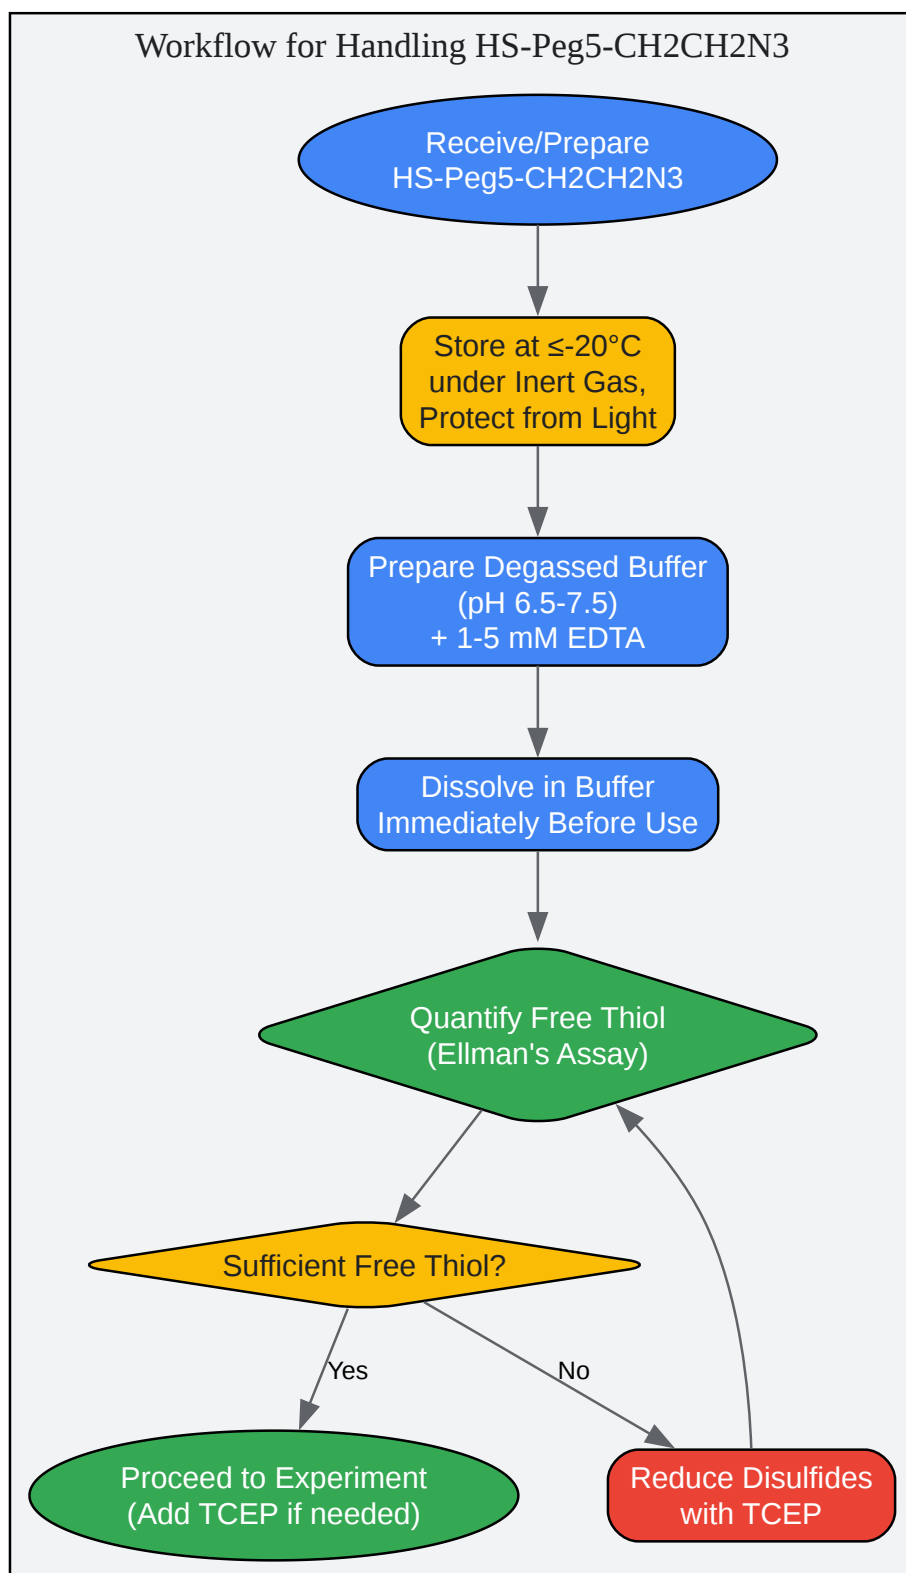 Workflow for Handling HS-Peg5-CH2CH2N3
Receive/Prepare
HS-Peg5-CH2CH2N3
Store at ≤-20°C
under Inert Gas,
Protect from Light
Prepare Degassed Buffer
(pH 6.5-7.5)
+ 1-5 mM EDTA
Dissolve in Buffer
Immediately Before Use
Quantify Free Thiol
(Ellman's Assay)
Sufficient Free Thiol?
Yes
No
Proceed to Experiment
(Add TCEP if needed)
Reduce Disulfides
with TCEP